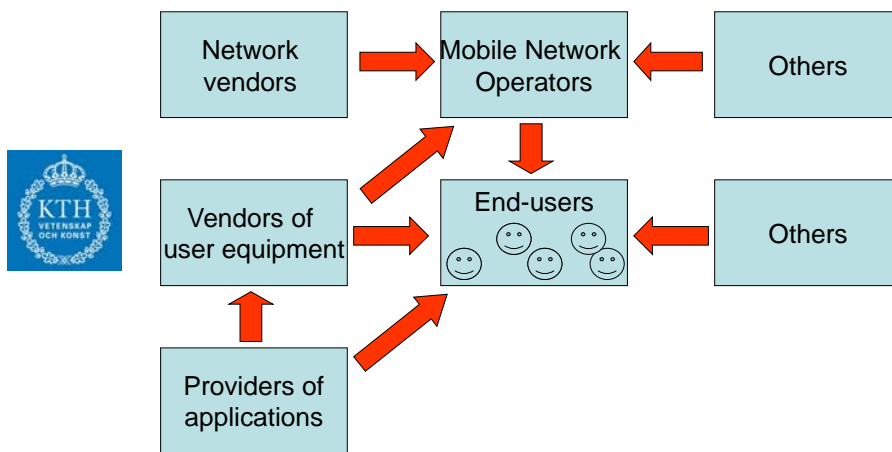 Network
vendors
Mobile Network
Operators
Others
KTH
VETENSKAP
OCH KONST
Vendors of
user equipment
End-users
Others
Providers of
applications